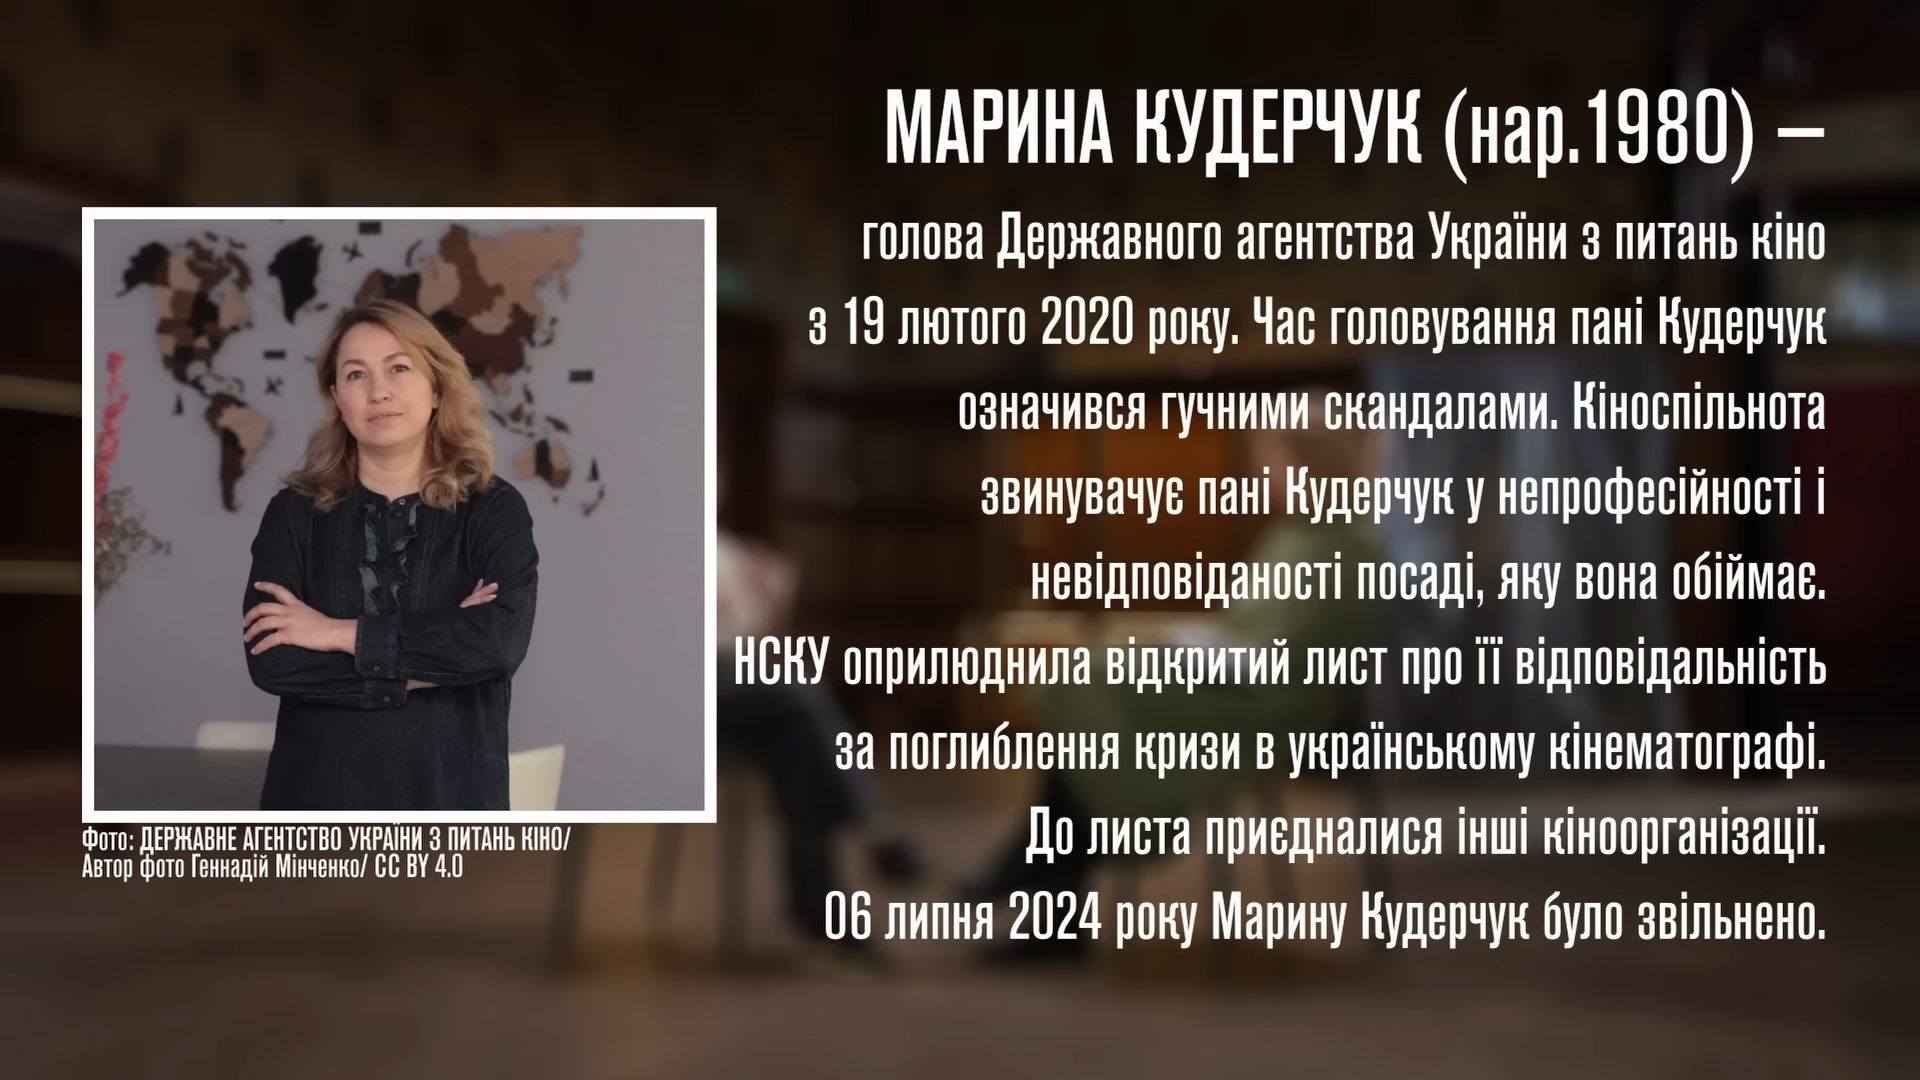 МАРИНА КУДЕРЧУК (нар.1980) –
голова Державного агентства України з питань кіно
з 19 лютого 2020 року. Час головування пані Кудерчук
означився гучними скандалами. Кіноспільнота
звинувачує пані Кудерчук у непрофесійності і
невідповіданості посаді, яку вона обіймає.
НСКУ оприлюднила відкритий лист про її відповідальність
за поглиблення кризи в українському кінематографі.
До листа приєдналися інші кіноорганізації.
06 липня 2024 року Марину Кудерчук було звільнено.
Фото: ДЕРЖАВНЕ АГЕНТСТВО УКРАЇНИ З ПИТАНЬ КІНО/
Автор фото Геннадій Мінченко/ CC BY 4.0